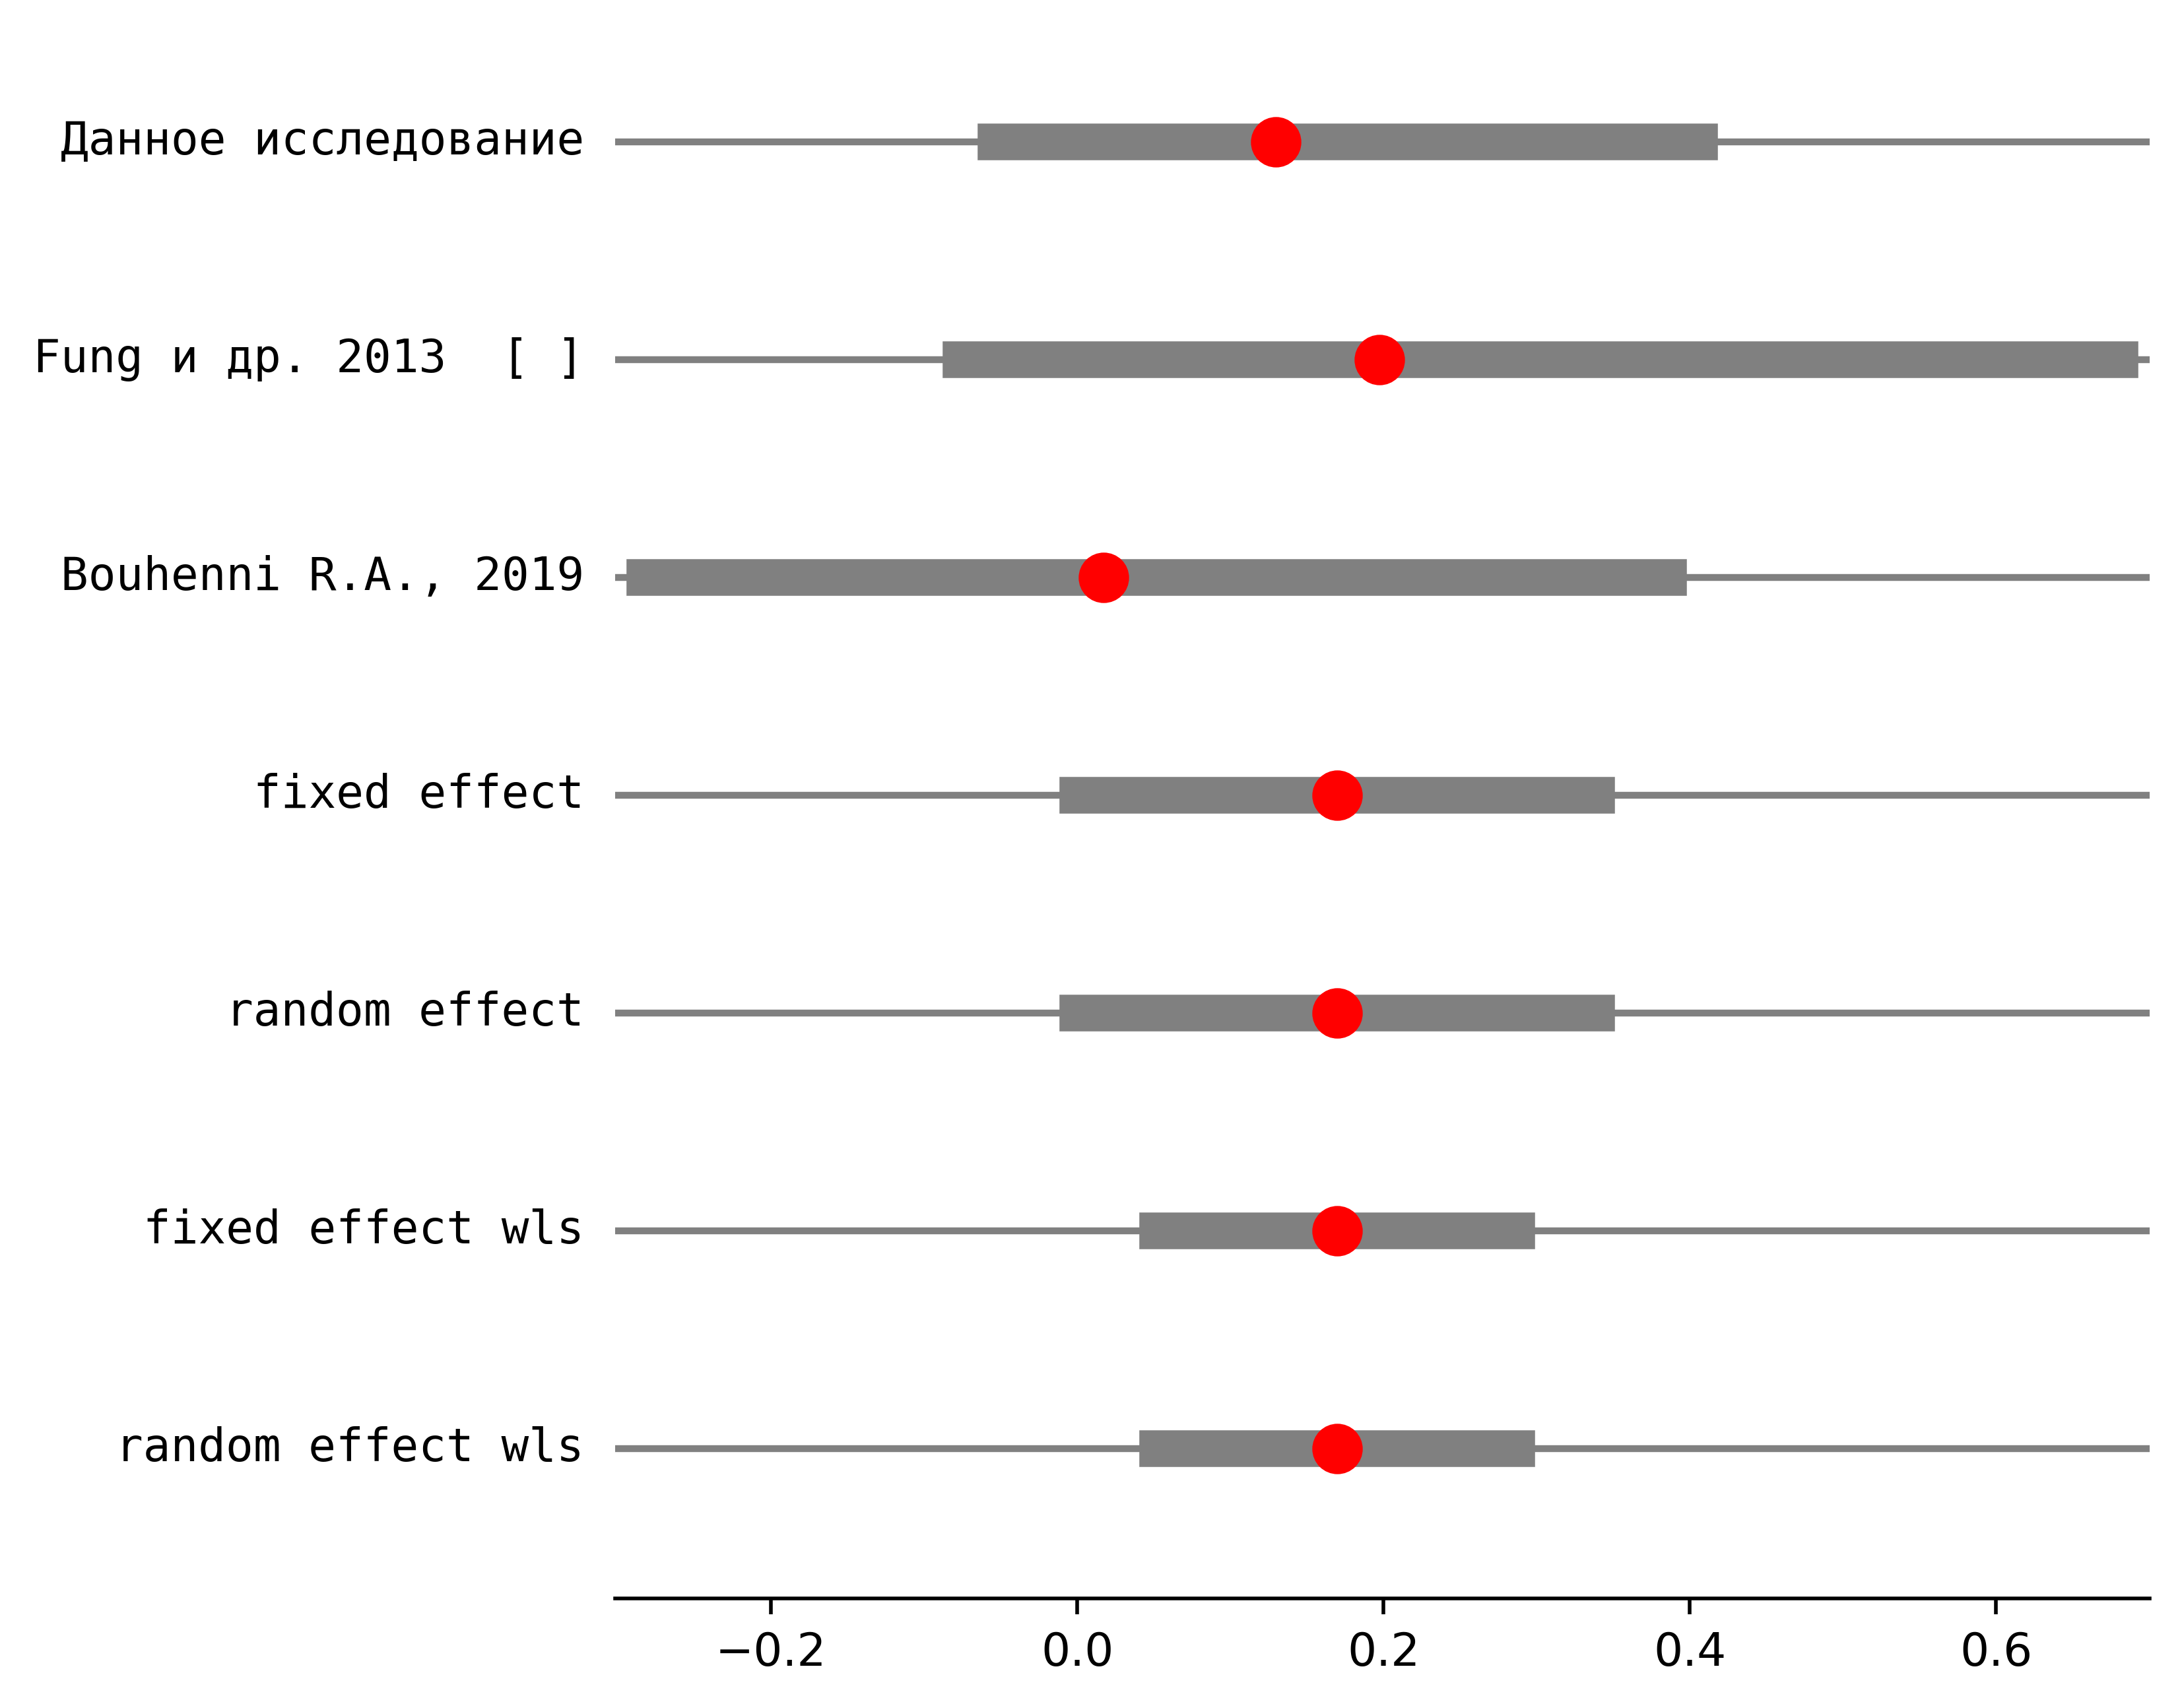 Данное исследование
Fung и др. 2013  [ ]
Bouhenni R.A., 2019
fixed effect
random effect
fixed effect wls
random effect wls
−0.2 0.0 0.2 0.4 0.6